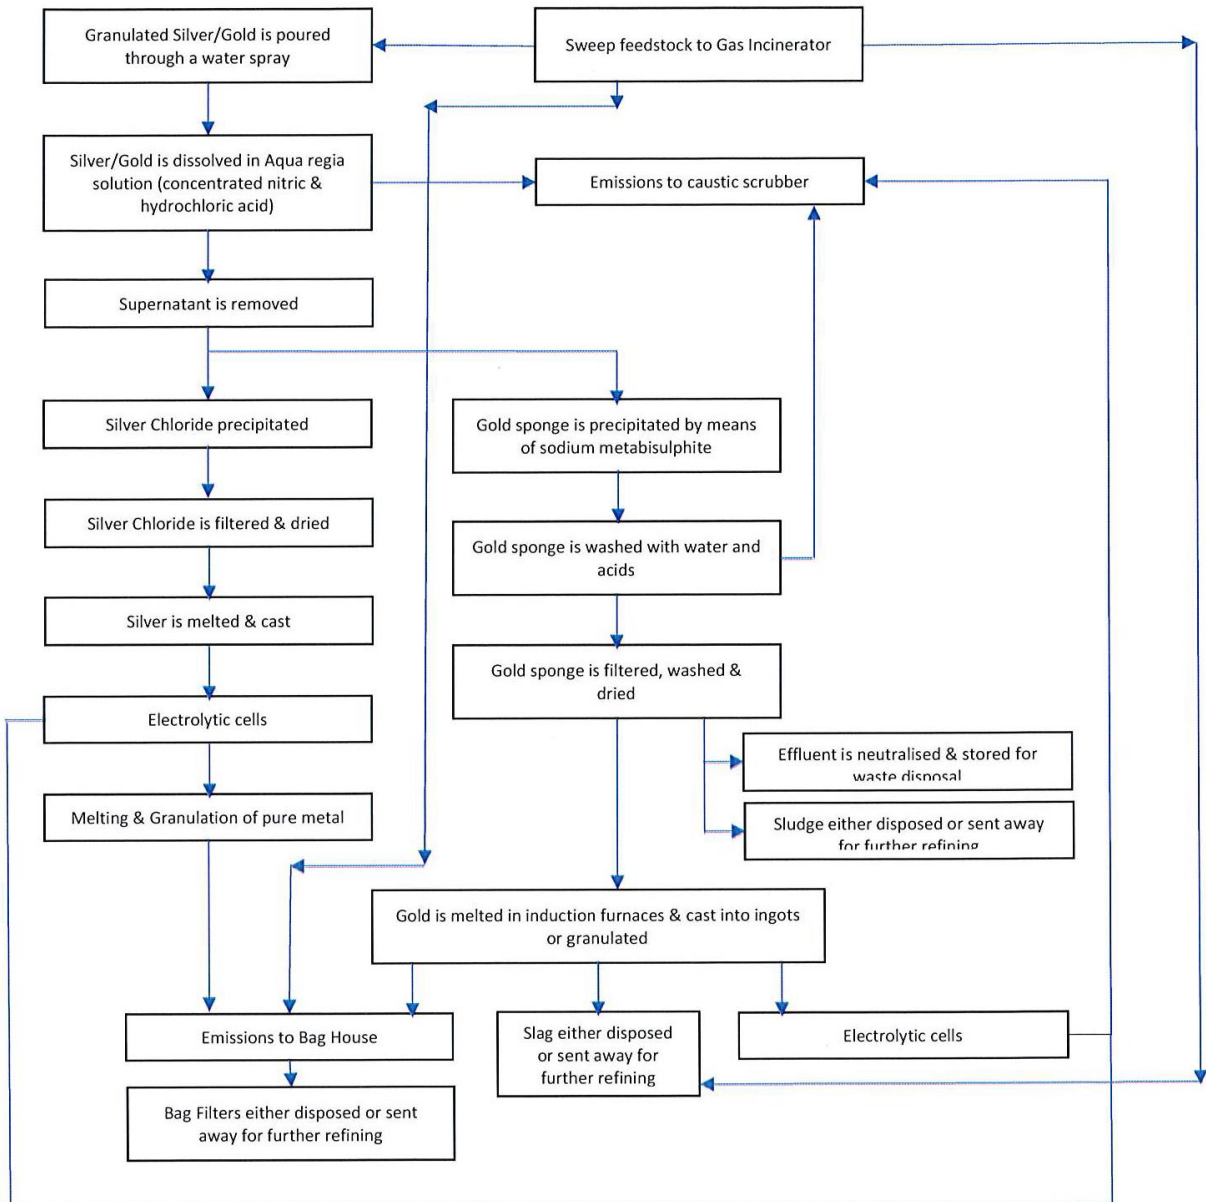 Granulated Silver/Gold is poured
through a water spray
Sweep feedstock to Gas Incinerator
Silver/Gold is dissolved in Aqua regia
solution (concentrated nitric &
hydrochloric acid)
Emissions to caustic scrubber
Supernatant is removed
Silver Chloride precipitated
Gold sponge is precipitated by means
of sodium metabisulphite
Silver Chloride is filtered & dried
Gold sponge is washed with water and
acids
Silver is melted & cast
Gold sponge is filtered, washed &
dried
Electrolytic cells
Effluent is neutralised & stored for
waste disposal
Melting & Granulation of pure metal
Sludge either disposed or sent away
for further refining
Gold is melted in induction furnaces & cast into ingots
or granulated
Emissions to Bag House
Slag either disposed
or sent away for
further refining
Electrolytic cells
Bag Filters either disposed or sent
away for further refining